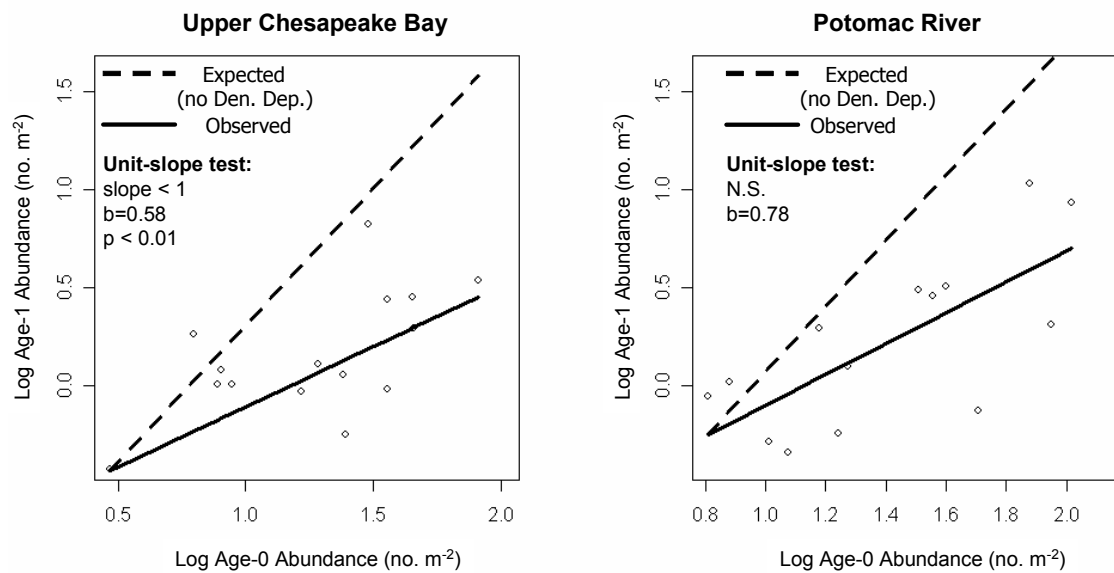 Upper Chesapeake Bay
Expected
(no Den. Dep.)
Observed
Unit-slope test:
slope < 1
b=0.58
p < 0.01
Log Age-1 Abundance (no. m⁻²)
1.5
1.0
0.5
0.0
0.5
1.0
1.5
2.0
Log Age-0 Abundance (no. m⁻²)
Potomac River
Expected
(no Den. Dep.)
Observed
Unit-slope test:
N.S.
b=0.78
Log Age-1 Abundance (no. m⁻²)
1.5
1.0
0.5
0.0
0.8
1.0
1.2
1.4
1.6
1.8
2.0
Log Age-0 Abundance (no. m⁻²)